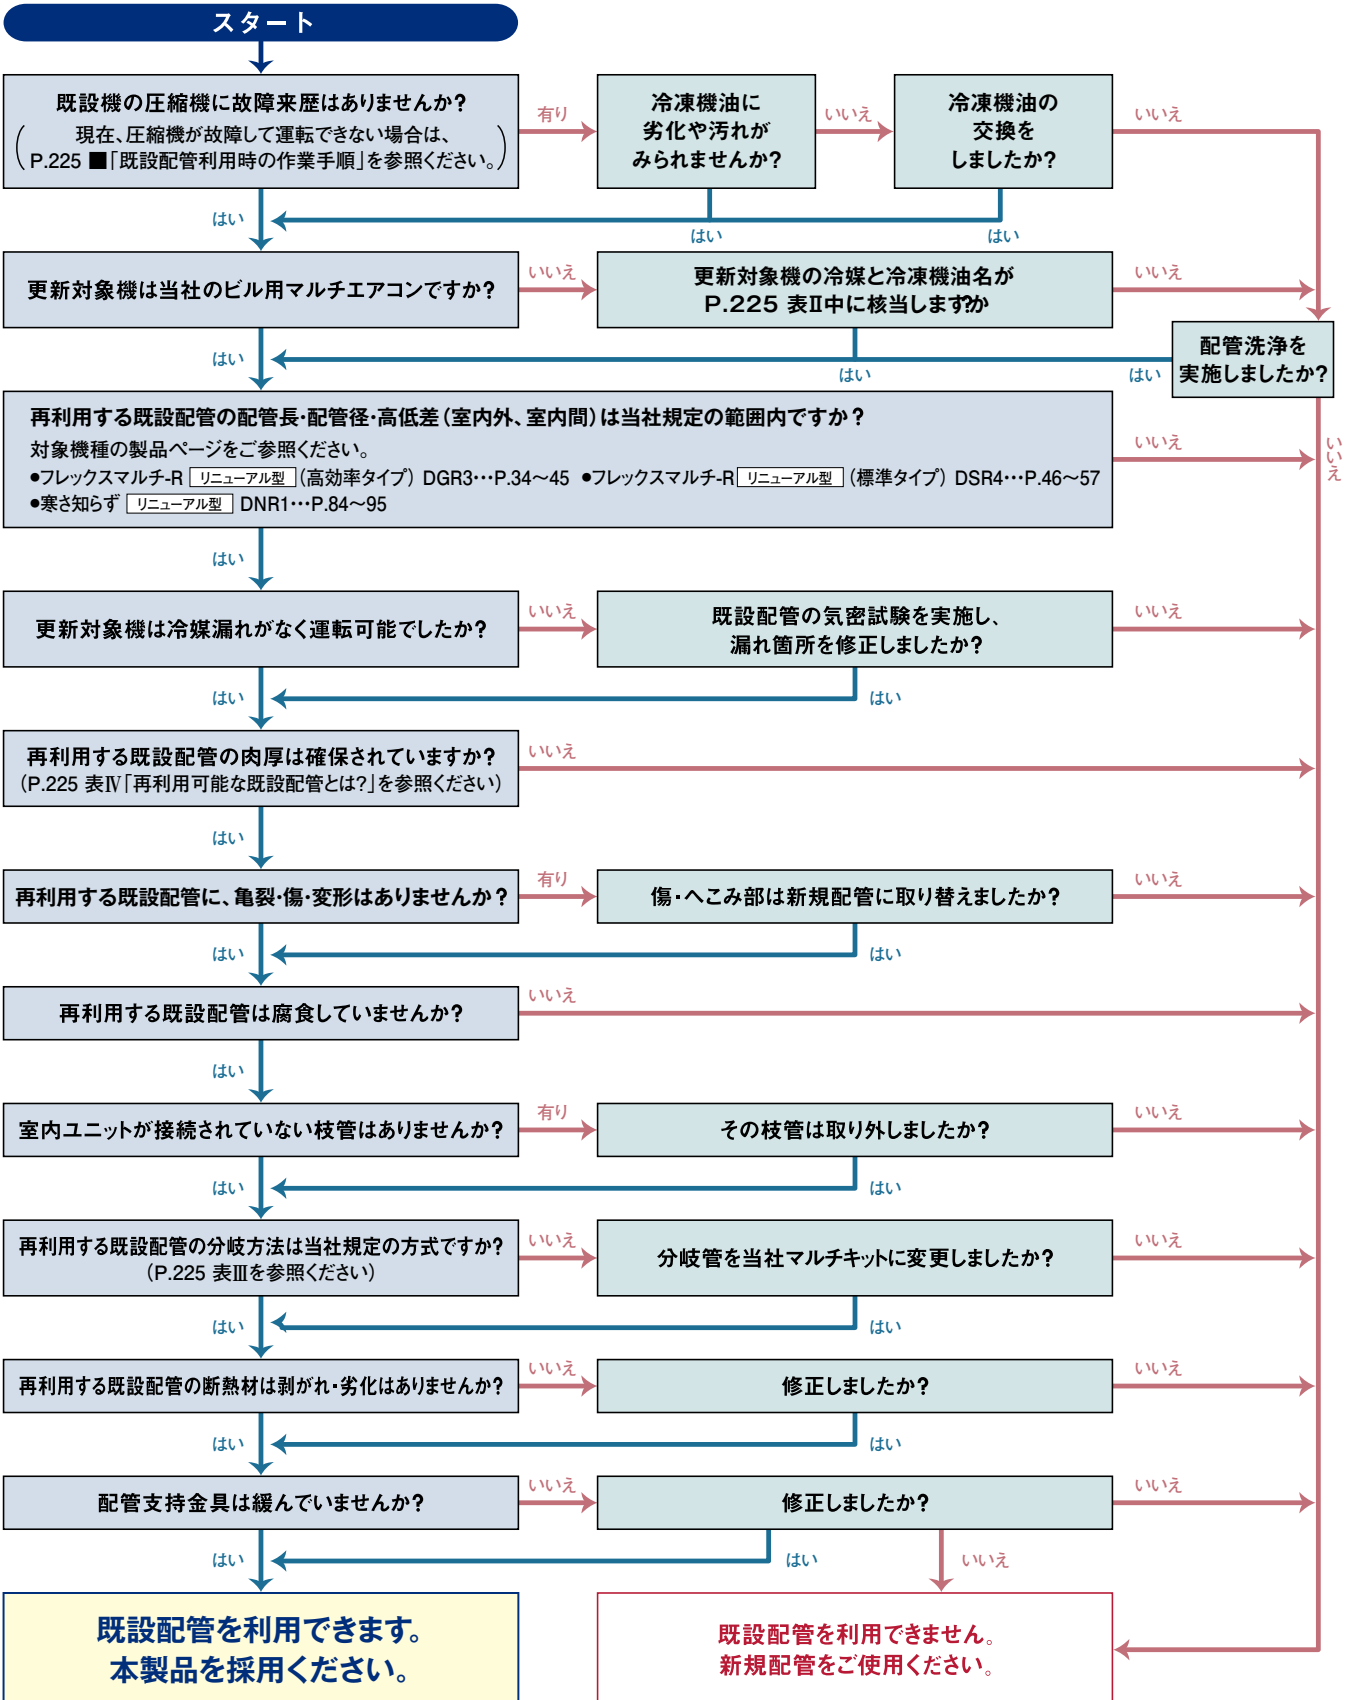 スタート
既設機の圧縮機に故障来歴はありませんか?
現在、圧縮機が故障して運転できない場合は、
P.225 ■「既設配管利用時の作業手順」を参照ください。
有り
冷凍機油に
劣化や汚れが
みられませんか?
いいえ
冷凍機油の
交換を
しましたか?
いいえ
はい
はい
はい
更新対象機は当社のビル用マルチエアコンですか?
いいえ
更新対象機の冷媒と冷凍機油名が
P.225 表Ⅱ中に核当しますか?
いいえ
配管洗浄を
実施しましたか?
はい
はい
はい
いいえ
再利用する既設配管の配管長・配管径・高低差(室内外、室内間)は当社規定の範囲内ですか?
対象機種の製品ページをご参照ください。
●フレックスマルチ-R リニューアル型 (高効率タイプ) DGR3…P.34〜45 ●フレックスマルチ-R リニューアル型 (標準タイプ) DSR4…P.46〜57
●寒さ知らず リニューアル型 DNR1…P.84〜95
いいえ
はい
更新対象機は冷媒漏れがなく運転可能でしたか?
いいえ
既設配管の気密試験を実施し、
漏れ箇所を修正しましたか?
いいえ
はい
はい
再利用する既設配管の肉厚は確保されていますか?
(P.225 表Ⅳ「再利用可能な既設配管とは?」を参照ください)
いいえ
はい
再利用する既設配管に、亀裂・傷・変形はありませんか?
有り
傷・へこみ部は新規配管に取り替えましたか?
いいえ
はい
はい
再利用する既設配管は腐食していませんか?
いいえ
はい
室内ユニットが接続されていない枝管はありませんか?
有り
その枝管は取り外しましたか?
いいえ
はい
はい
再利用する既設配管の分岐方法は当社規定の方式ですか?
(P.225 表Ⅲを参照ください)
いいえ
分岐管を当社マルチキットに変更しましたか?
いいえ
はい
はい
再利用する既設配管の断熱材は剥がれ・劣化はありませんか?
いいえ
修正しましたか?
いいえ
はい
はい
配管支持金具は緩んでいませんか?
いいえ
修正しましたか?
いいえ
はい
はい
いいえ
既設配管を利用できます。
本製品を採用ください。
既設配管を利用できません。
新規配管をご使用ください。